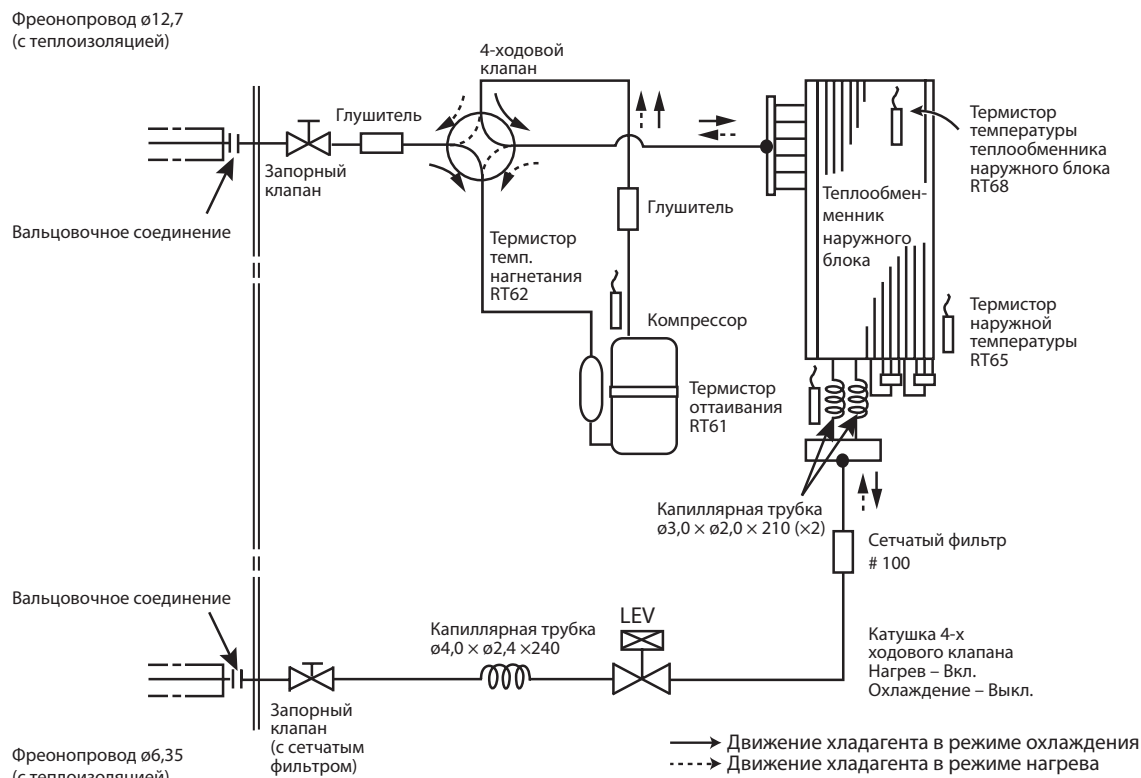 Фреонопровод ø12,7
(с теплоизоляцией)
4-ходовой
клапан
Глушитель
Запорный
клапан
Вальцовочное соединение
Глушитель
Термистор
темп.
нагнетания
RT62
Компрессор
Термистор
оттаивания
RT61
Теплообмен-
менник
наружного
блока
Термистор
температуры
теплообменника
наружного блока
RT68
Термистор
наружной
температуры
RT65
Капиллярная трубка
ø3,0 × ø2,0 × 210 (×2)
Сетчатый фильтр
# 100
Вальцовочное соединение
Капиллярная трубка
ø4,0 × ø2,4 ×240
LEV
Катушка 4-х
ходового клапана
Нагрев – Вкл.
Охлаждение – Выкл.
Запорный
клапан
(с сетчатым
фильтром)
Фреонопровод ø6,35
(с теплоизоляцией)
Движение хладагента в режиме охлаждения
Движение хладагента в режиме нагрева